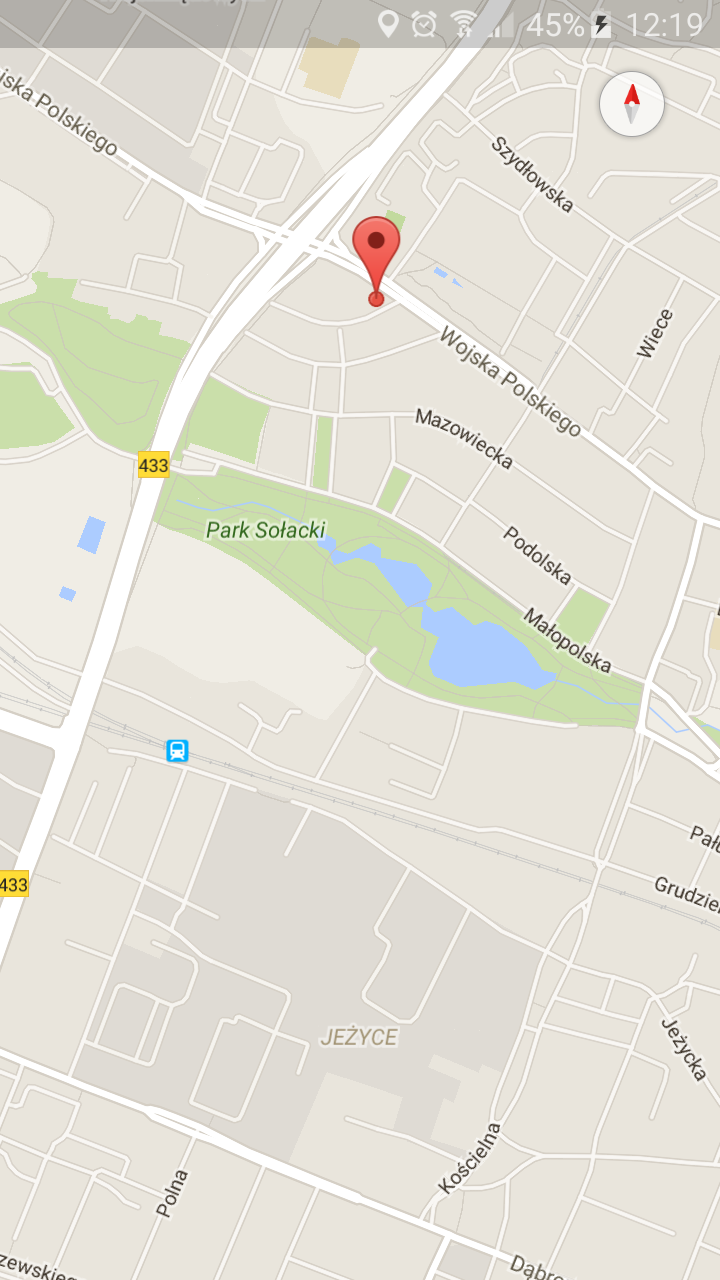 45% 12:19
Wojska Polskiego
Szydłowska
Wiece
Wojska Polskiego
Mazowiecka
433
Park Sołacki
Podolska
Małopolska
433
JEŻYCE
Jeżycka
Kościelna
Polna